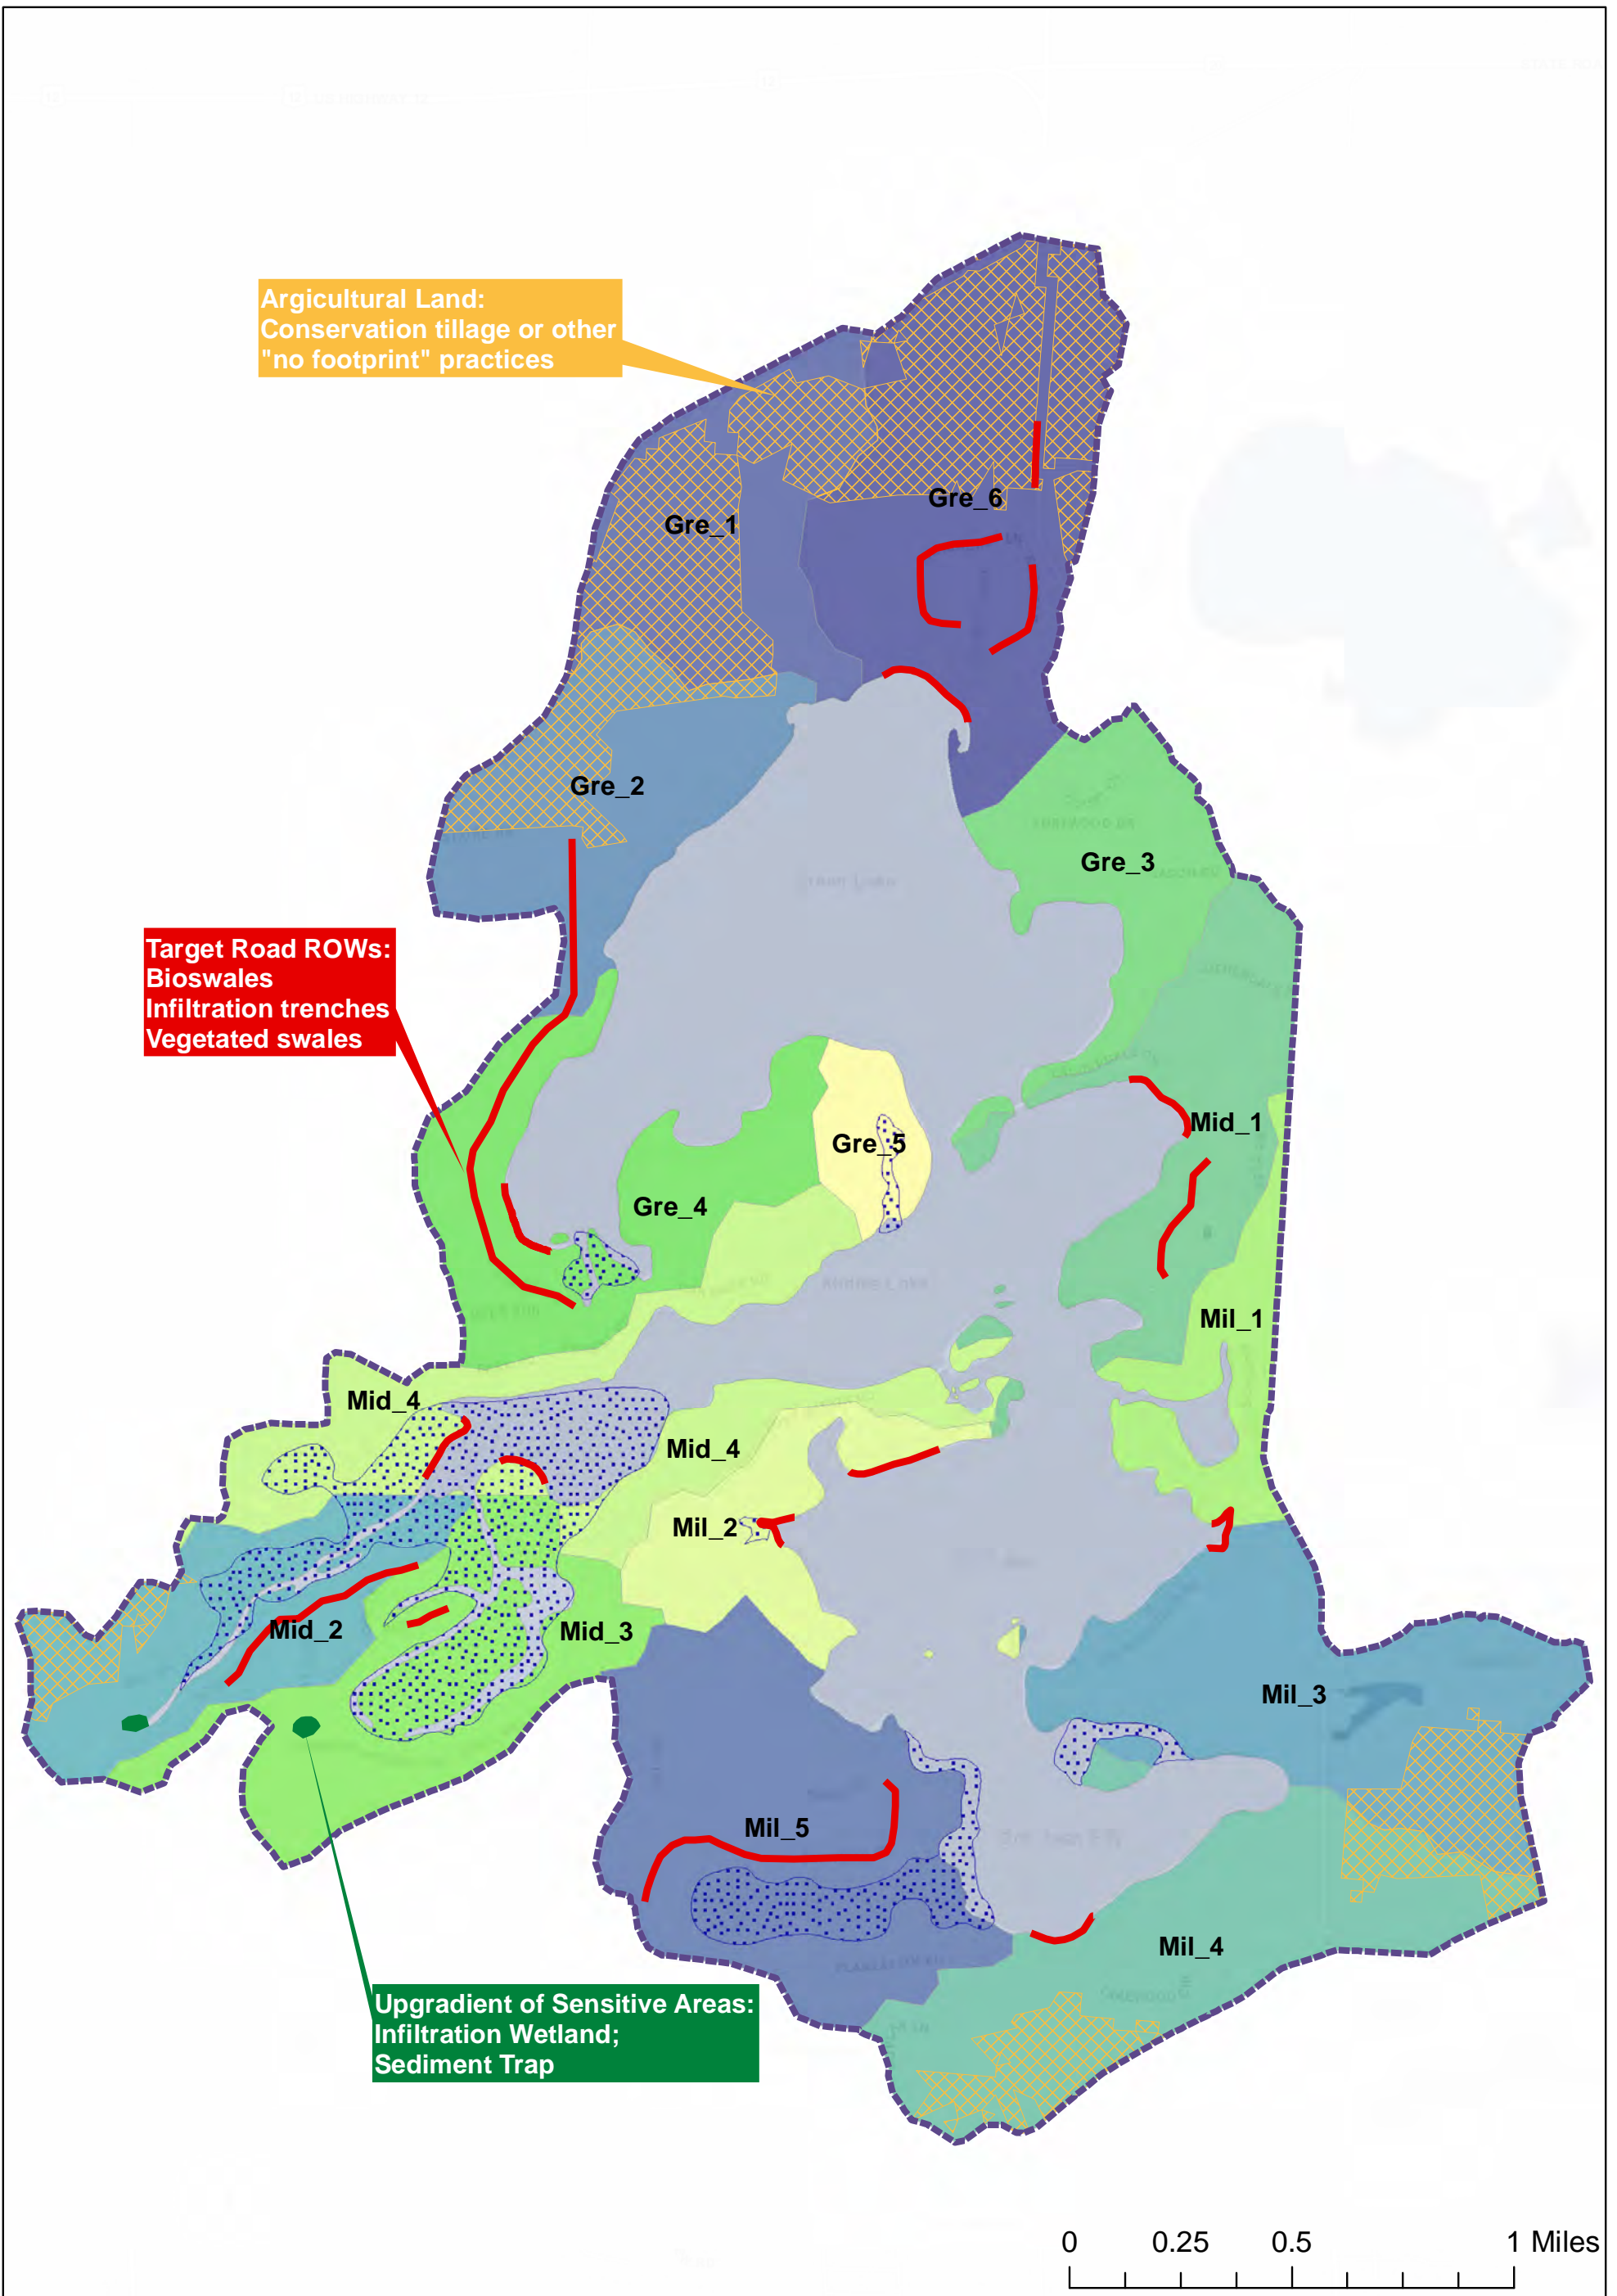 Argicultural Land:
Conservation tillage or other
"no footprint" practices
Gre_6
Gre_1
Gre_2
Gre_3
Target Road ROWs:
Bioswales
Infiltration trenches
Vegetated swales
Mid_1
Gre_5
Gre_4
Mil_1
Mid_4
Mid_4
Mil_2
Mid_2
Mid_3
Mil_3
Mil_5
Mil_4
Upgradient of Sensitive Areas:
Infiltration Wetland;
Sediment Trap
0 0.25 0.5 1 Miles